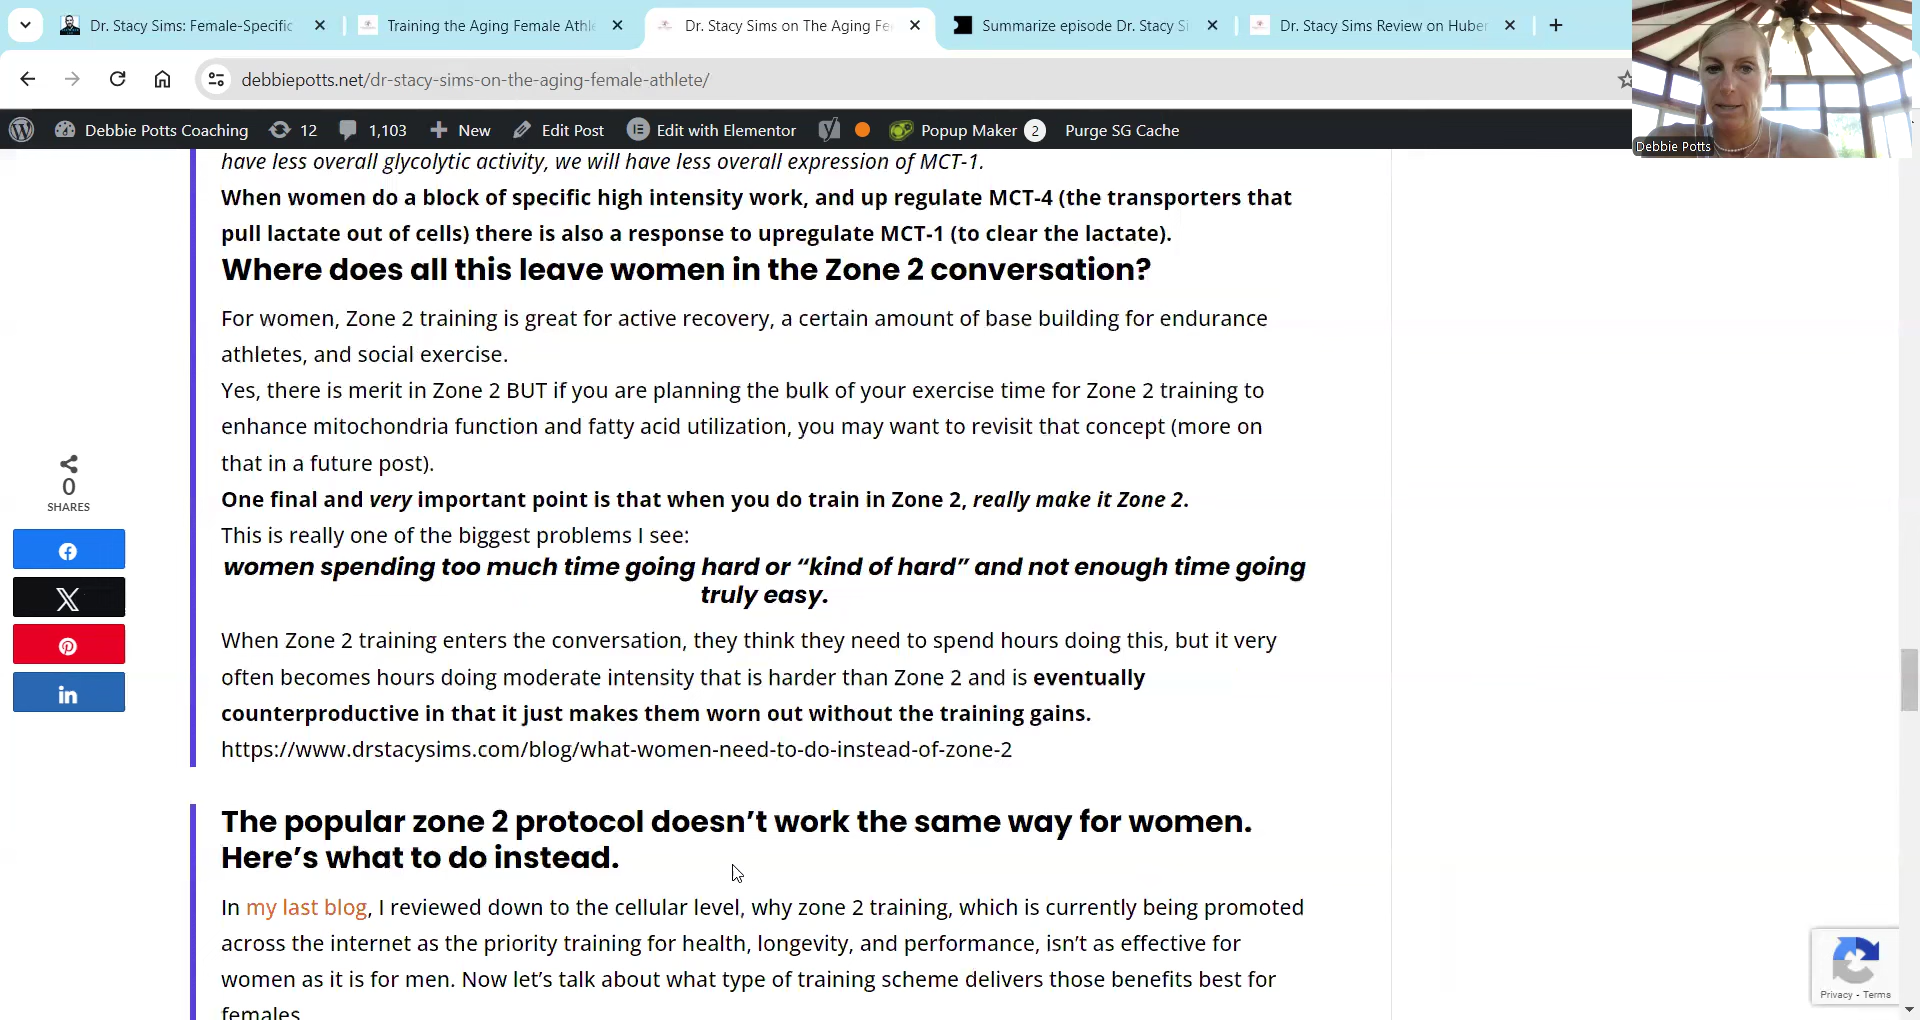 Dr. Stacy Sims: Female-Specific
Training the Aging Female Athle
Dr. Stacy Sims on The Aging Fe
Summarize episode Dr. Stacy Si
Dr. Stacy Sims Review on Huber
debbiepotts.net/dr-stacy-sims-on-the-aging-female-athlete/
Debbie Potts
Debbie Potts Coaching 12 1,103 New Edit Post Edit with Elementor Popup Maker 2 Purge SG Cache
have less overall glycolytic activity, we will have less overall expression of MCT-1.
When women do a block of specific high intensity work, and up regulate MCT-4 (the transporters that
pull lactate out of cells) there is also a response to upregulate MCT-1 (to clear the lactate).
Where does all this leave women in the Zone 2 conversation?
For women, Zone 2 training is great for active recovery, a certain amount of base building for endurance
athletes, and social exercise.
Yes, there is merit in Zone 2 BUT if you are planning the bulk of your exercise time for Zone 2 training to
enhance mitochondria function and fatty acid utilization, you may want to revisit that concept (more on
that in a future post).
0
SHARES
One final and very important point is that when you do train in Zone 2, really make it Zone 2.
This is really one of the biggest problems I see:
women spending too much time going hard or “kind of hard” and not enough time going
truly easy.
When Zone 2 training enters the conversation, they think they need to spend hours doing this, but it very
often becomes hours doing moderate intensity that is harder than Zone 2 and is eventually
counterproductive in that it just makes them worn out without the training gains.
https://www.drstacysims.com/blog/what-women-need-to-do-instead-of-zone-2
The popular zone 2 protocol doesn’t work the same way for women.
Here’s what to do instead.
In my last blog, I reviewed down to the cellular level, why zone 2 training, which is currently being promoted
across the internet as the priority training for health, longevity, and performance, isn’t as effective for
women as it is for men. Now let’s talk about what type of training scheme delivers those benefits best for
females
Privacy - Terms